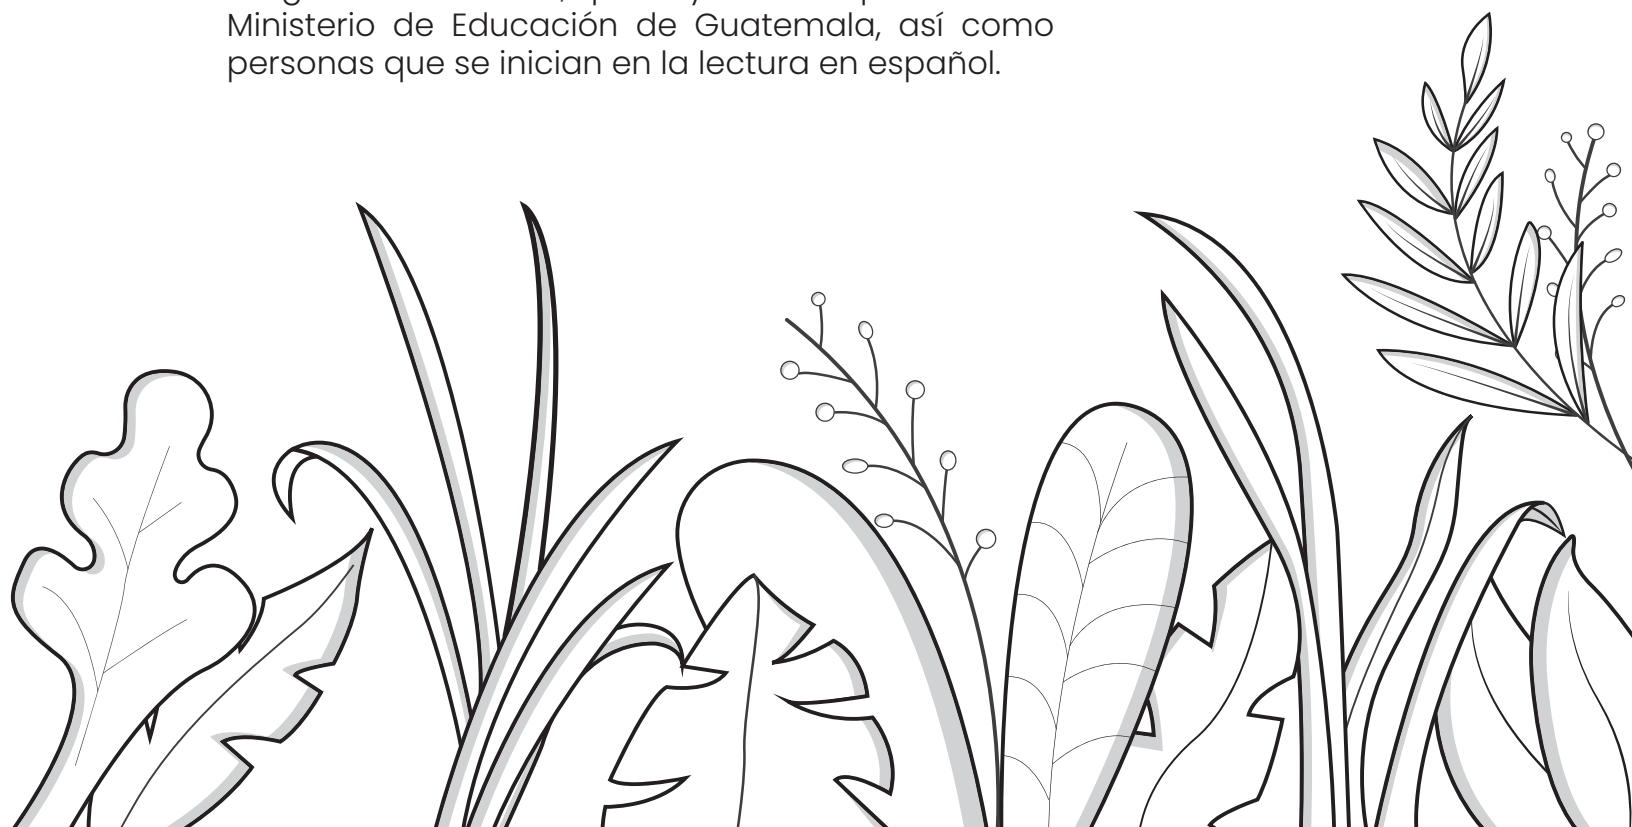 Ministerio de Educación de Guatemala, así como
personas que se inician en la lectura en español.